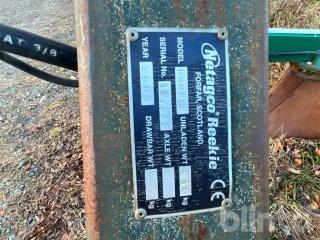 AT 3/8
Netagco Reekie
FORFAR, SCOTLAND.
MODEL
UNLADEN WT
kg
SERIAL No.
AXLE WT
kg
YEAR
DRAWBAR WT
kg
CE
blinto